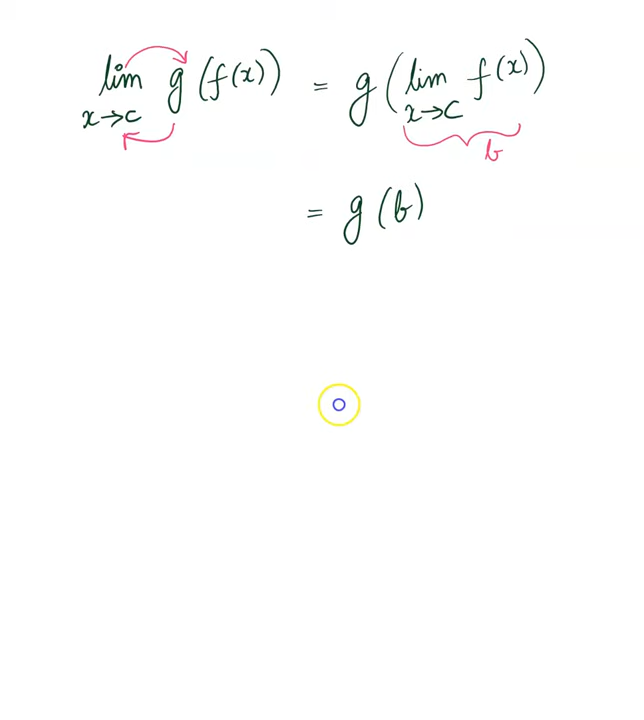 lim x→c g(f(x)) = g(lim x→c f(x))
b
= g(b)